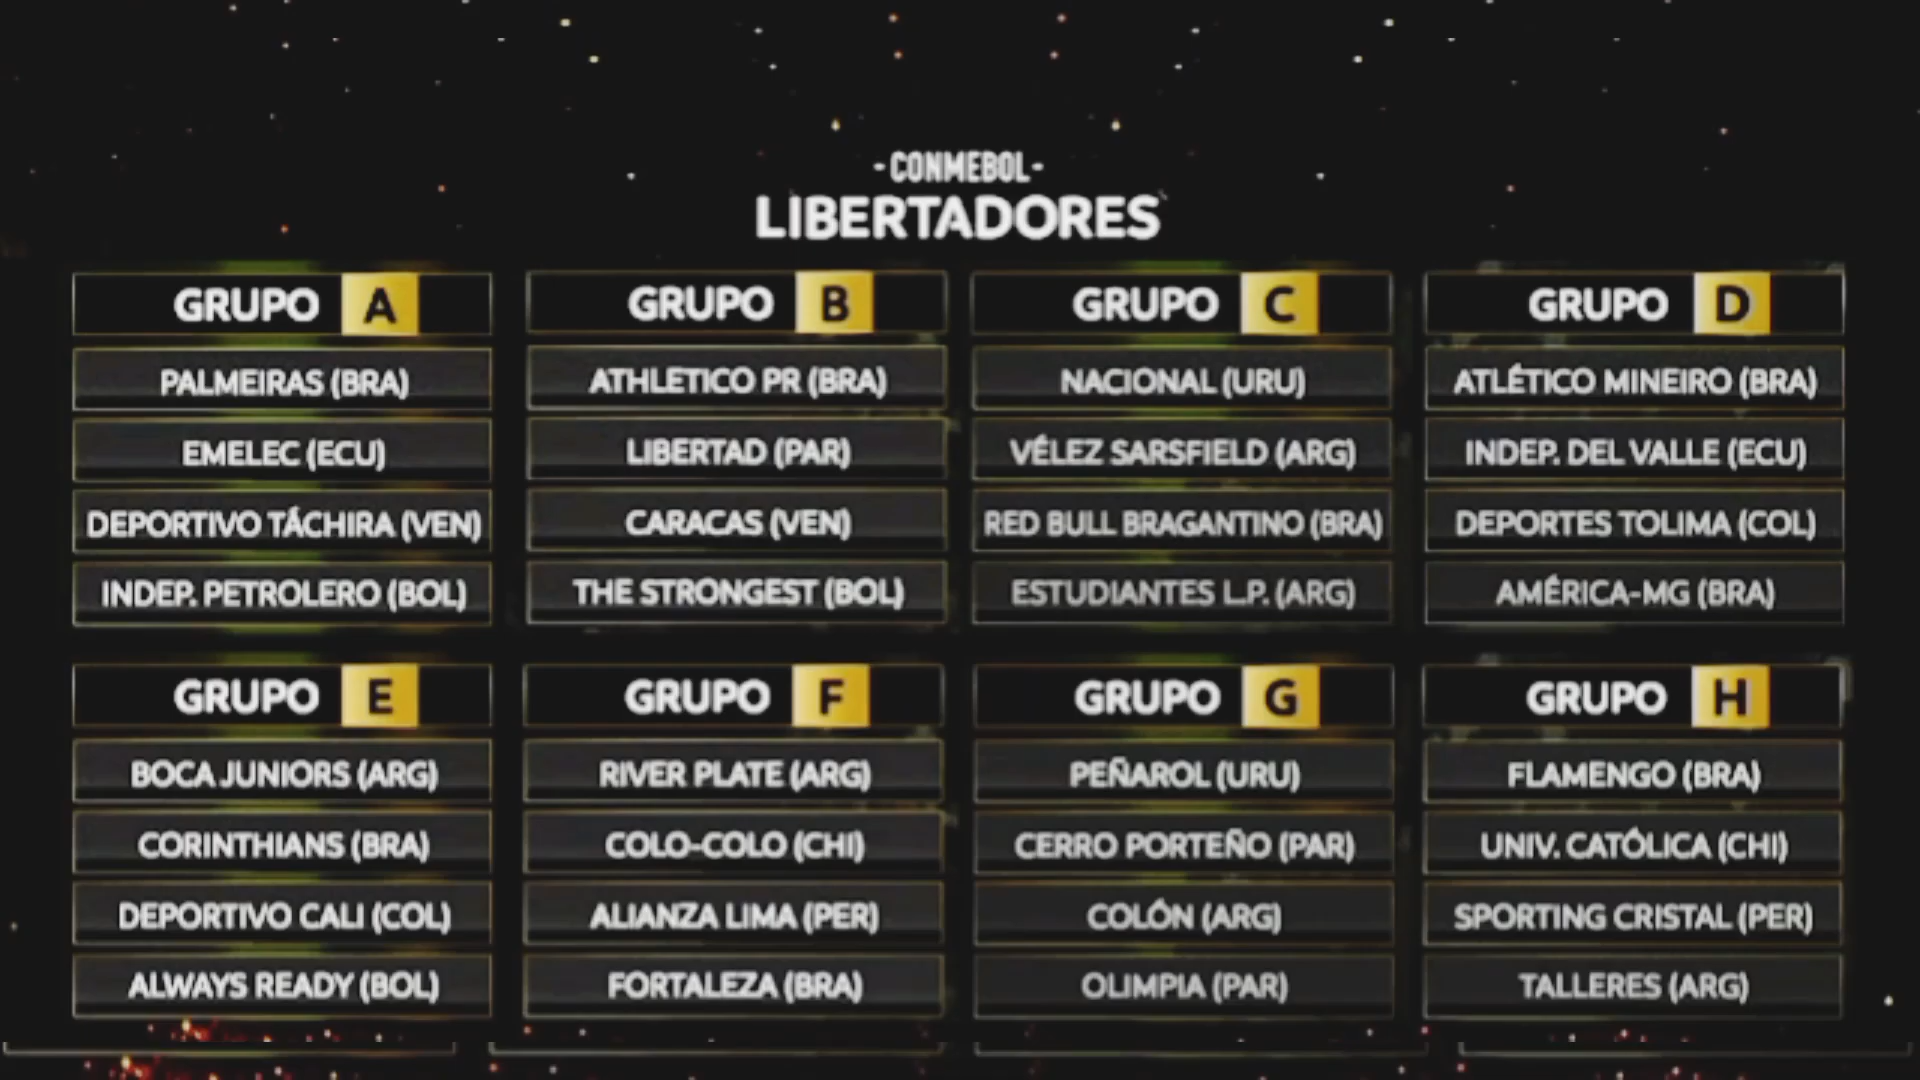 -CONMEBOL-
LIBERTADORES
GRUPO A
PALMEIRAS (BRA)
EMELEC (ECU)
DEPORTIVO TÁCHIRA (VEN)
INDEP. PETROLERO (BOL)
GRUPO B
ATHLETICO PR (BRA)
LIBERTAD (PAR)
CARACAS (VEN)
THE STRONGEST (BOL)
GRUPO C
NACIONAL (URU)
VÉLEZ SARSFIELD (ARG)
RED BULL BRAGANTINO (BRA)
ESTUDIANTES L.P. (ARG)
GRUPO D
ATLÉTICO MINEIRO (BRA)
INDEP. DEL VALLE (ECU)
DEPORTES TOLIMA (COL)
AMÉRICA-MG (BRA)
GRUPO E
BOCA JUNIORS (ARG)
CORINTHIANS (BRA)
DEPORTIVO CALI (COL)
ALWAYS READY (BOL)
GRUPO F
RIVER PLATE (ARG)
COLO-COLO (CHI)
ALIANZA LIMA (PER)
FORTALEZA (BRA)
GRUPO G
PEÑAROL (URU)
CERRO PORTEÑO (PAR)
COLÓN (ARG)
OLIMPIA (PAR)
GRUPO H
FLAMENGO (BRA)
UNIV. CATÓLICA (CHI)
SPORTING CRISTAL (PER)
TALLERES (ARG)